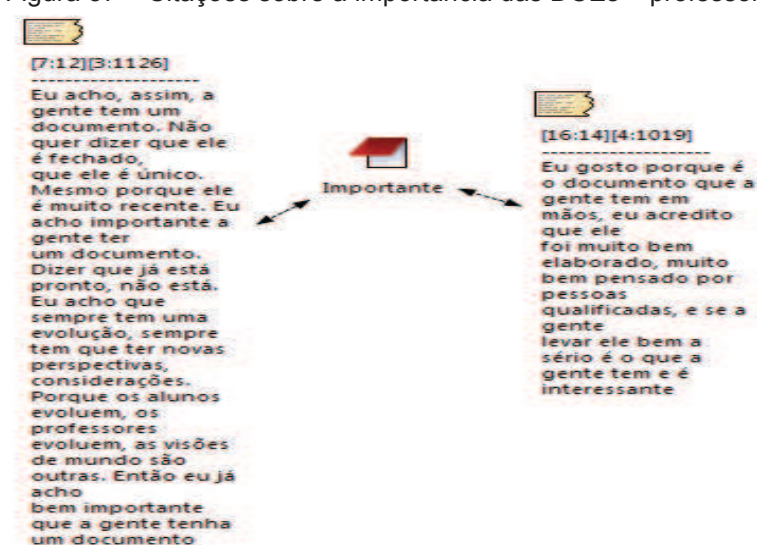 Citações sobre a importância das DCEs – professor
[7:12][3:1126]
--------------------
Eu acho, assim, a
gente tem um
documento. Não
quer dizer que ele
é fechado,
que ele é único.
Mesmo porque ele
é muito recente. Eu
acho importante a
gente ter
um documento.
Dizer que já está
pronto, não está.
Eu acho que
sempre tem uma
evolução, sempre
tem que ter novas
perspectivas,
considerações.
Porque os alunos
evoluem, os
professores
evoluem, as visões
de mundo são
outras. Então eu já
acho
bem importante
que a gente tenha
um documento
Importante
[16:14][4:1019]
--------------------
Eu gosto porque é
o documento que a
gente tem em
mãos, eu acredito
que ele
foi muito bem
elaborado, muito
bem pensado por
pessoas
qualificadas, e se a
gente
levar ele bem a
sério é o que a
gente tem e é
interessante